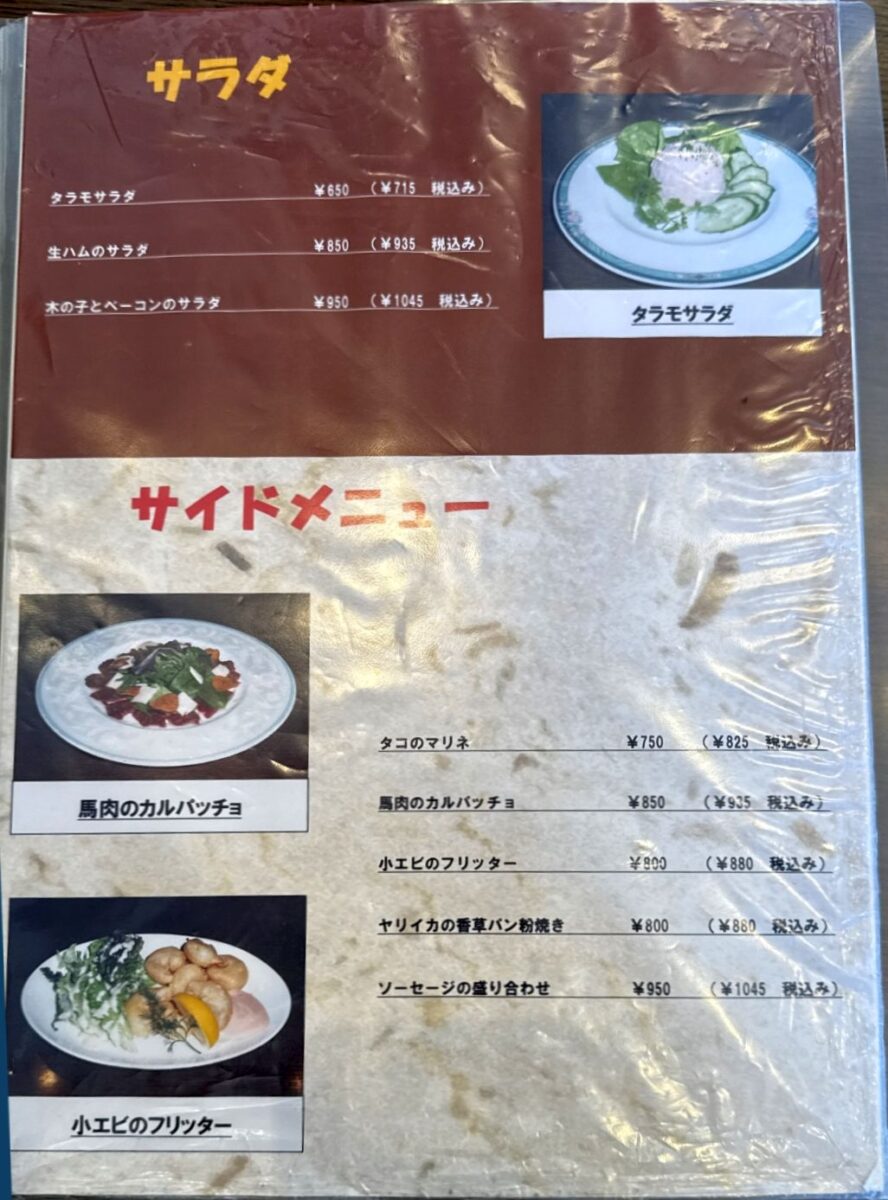 サラダ
タラモサラダ ¥650 (¥715 税込み)
生ハムのサラダ ¥850 (¥935 税込み)
木の子とベーコンのサラダ ¥950 (¥1045 税込み)
タラモサラダ
サイドメニュー
馬肉のカルパッチョ
タコのマリネ ¥750 (¥825 税込み)
馬肉のカルパッチョ ¥850 (¥935 税込み)
小エビのフリッター ¥800 (¥880 税込み)
ヤリイカの香草パン粉焼き ¥800 (¥880 税込み)
ソーセージの盛り合わせ ¥950 (¥1045 税込み)
小エビのフリッター